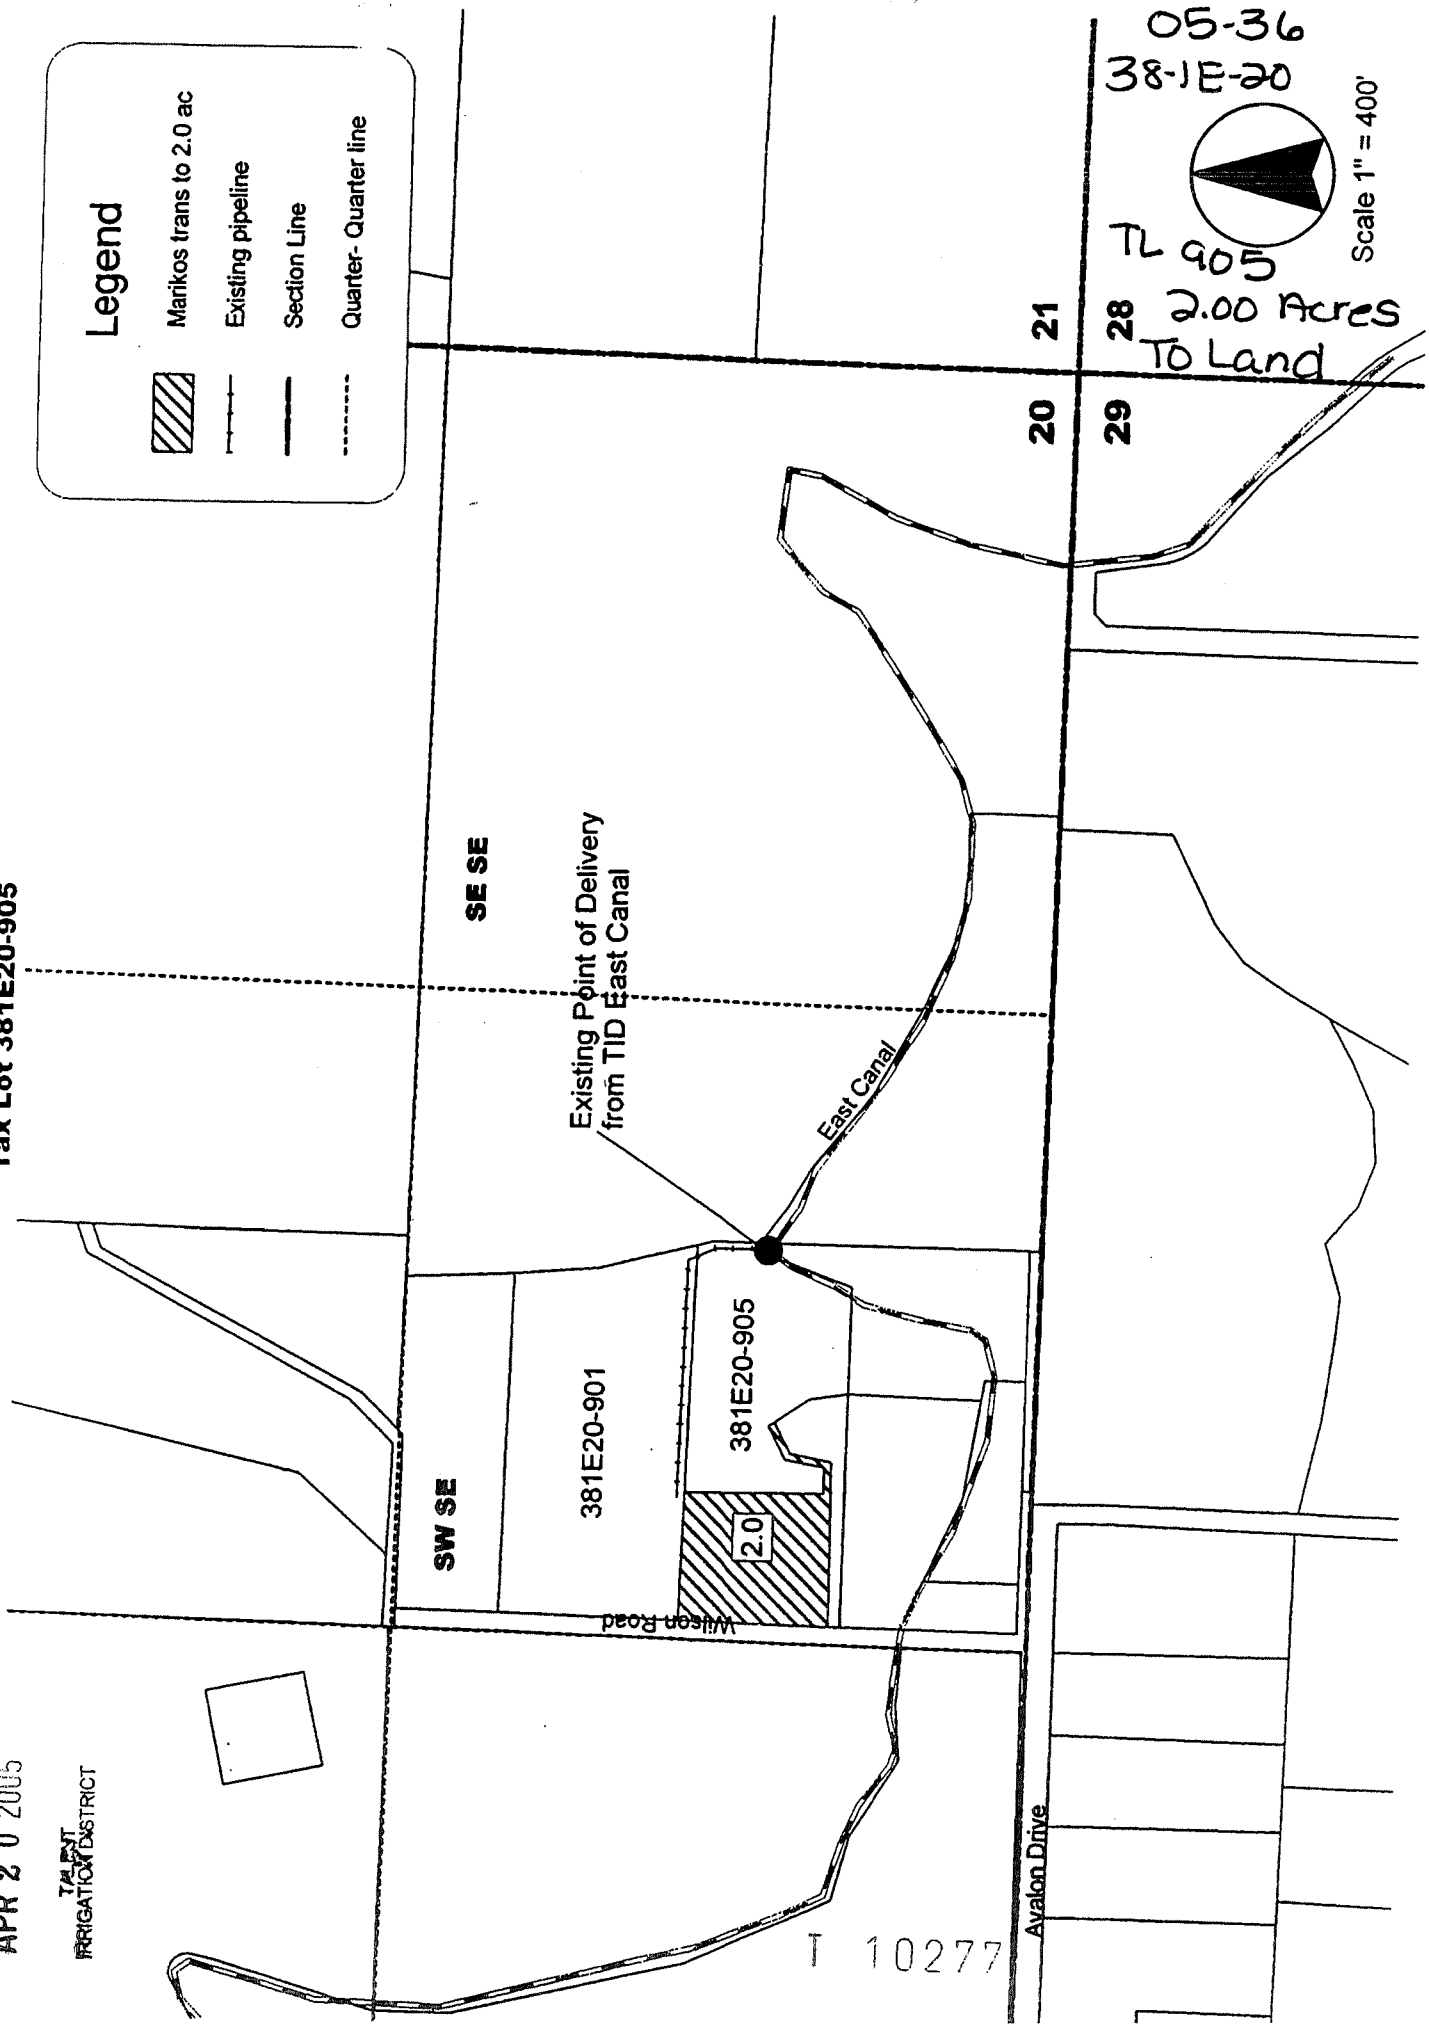 Tax Lot 381E20-905
APR 2 0 2005
TALENT
IRRIGATION DISTRICT
Legend
Marikos trans to 2.0 ac
Existing pipeline
Section Line
Quarter- Quarter line
SE SE
SW SE
Existing Point of Delivery
from TID East Canal
East Canal
381E20-901
381E20-905
2.0
Wilson Road
Avalon Drive
20
21
29
28
05-36
38-1E-20
TL 905
2.00 Acres
To Land
Scale 1" = 400'
T 10277